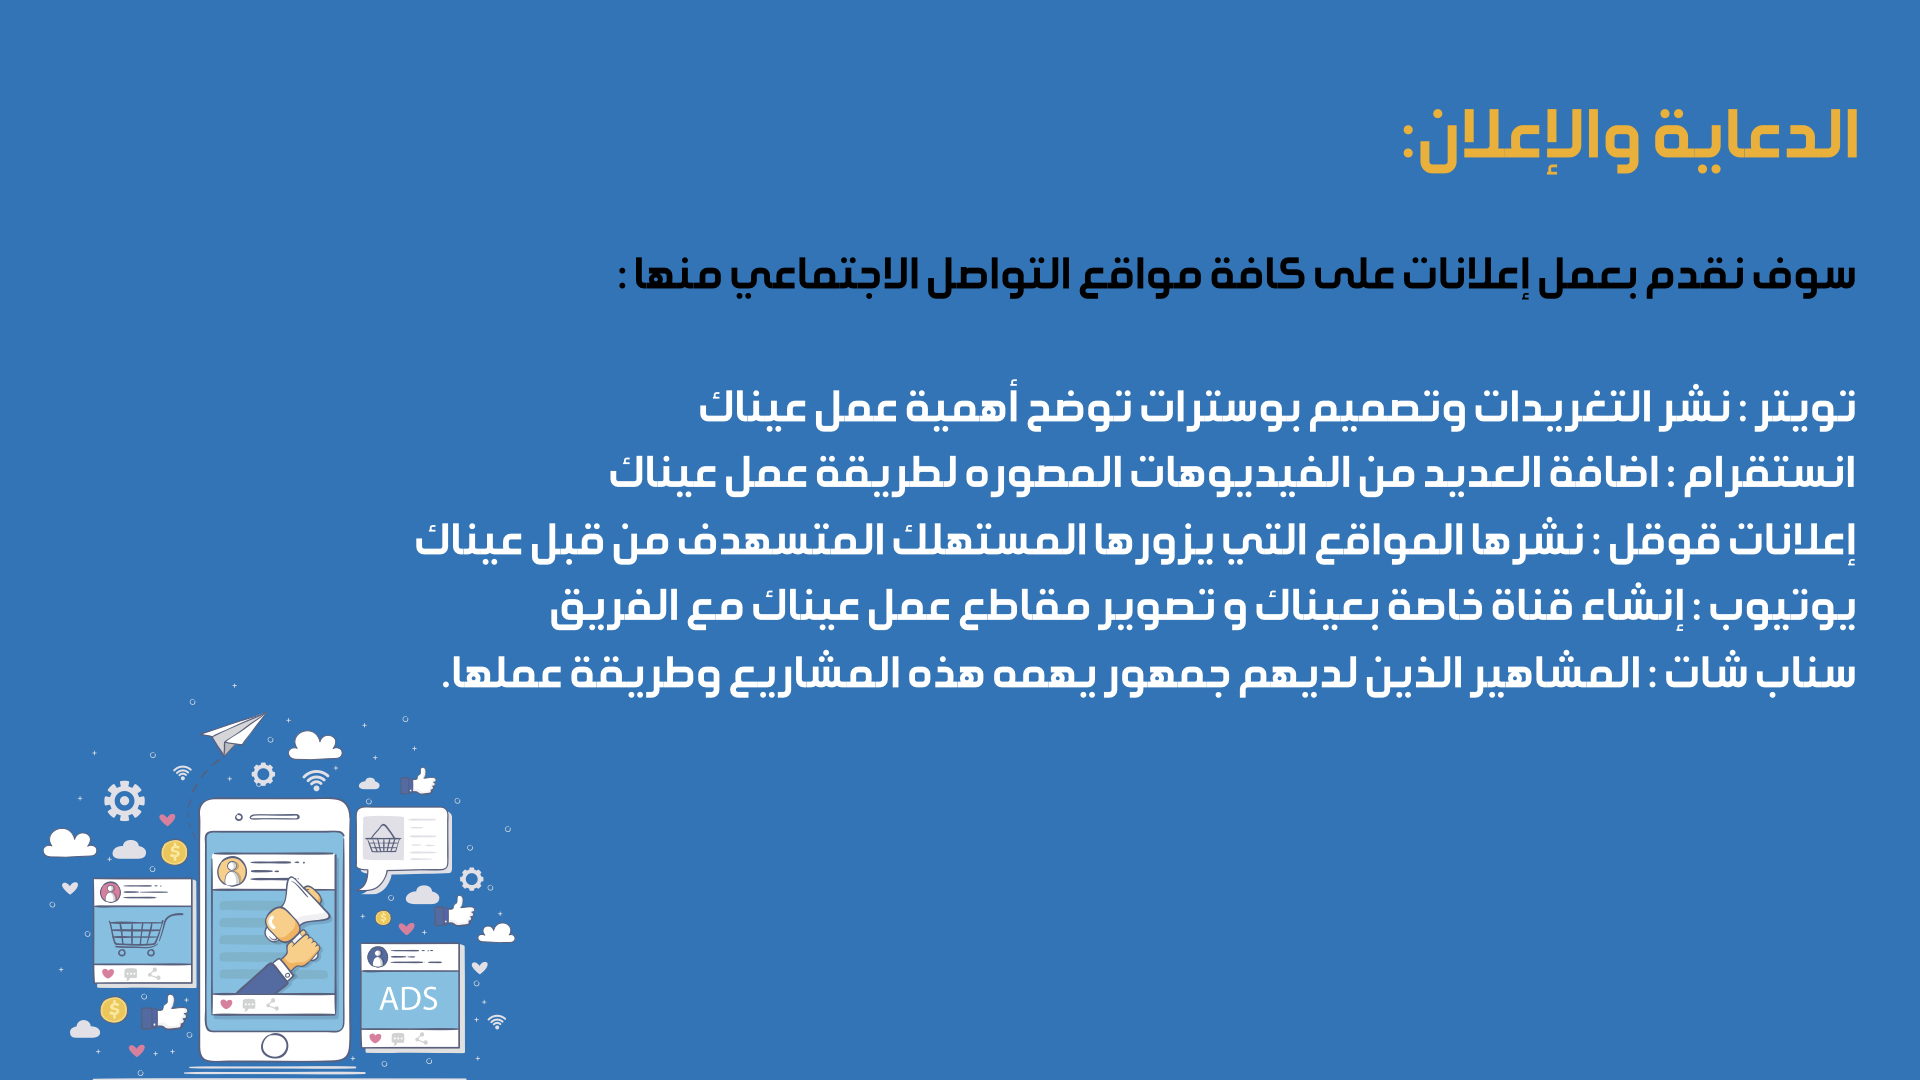 الدعاية والإعلان:
سوف نقدم بعمل إعلانات على كافة مواقع التواصل الاجتماعي منها :
تويتر : نشر التغريدات وتصميم بوسترات توضح أهمية عمل عيناك
انستقرام : اضافة العديد من الفيديوهات المصوره لطريقة عمل عيناك
إعلانات قوقل : نشرها المواقع التي يزورها المستهلك المتسهدف من قبل عيناك
يوتيوب : إنشاء قناة خاصة بعيناك و تصوير مقاطع عمل عيناك مع الفريق
سناب شات : المشاهير الذين لديهم جمهور يهمه هذه المشاريع وطريقة عملها.
ADS